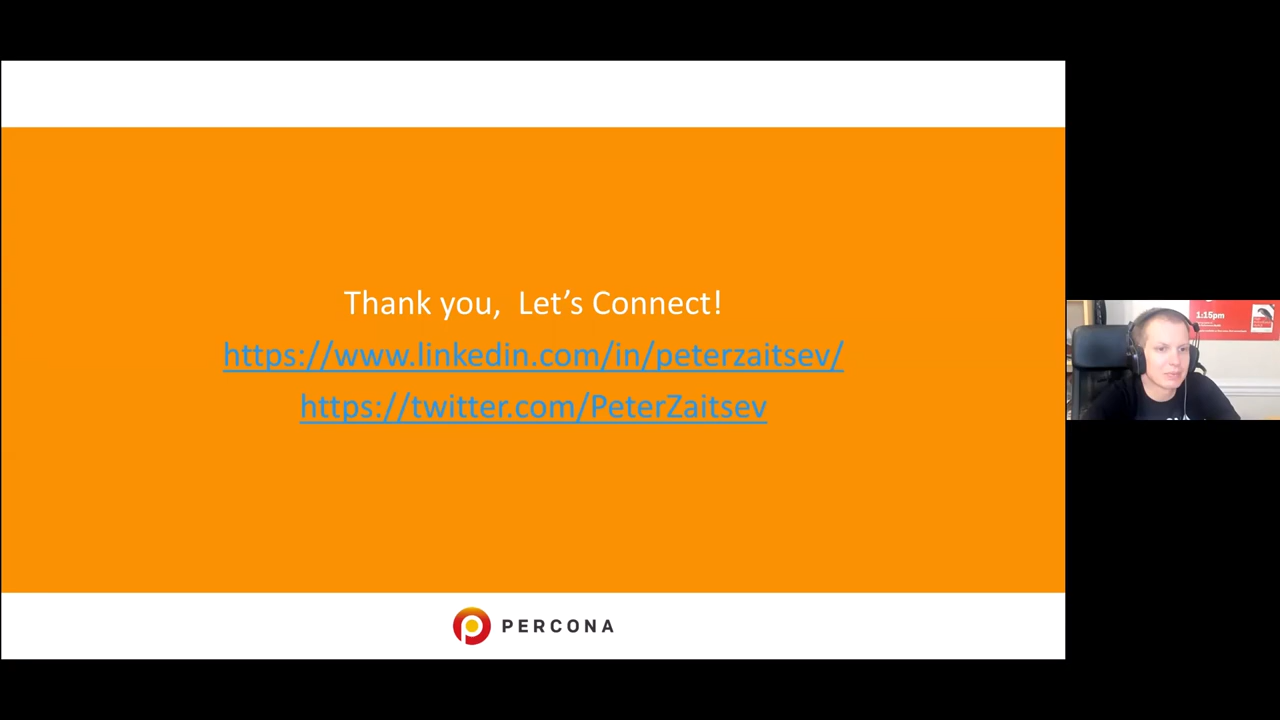 Thank you,  Let’s Connect!
https://www.linkedin.com/in/peterzaitsev/
https://twitter.com/PeterZaitsev
PERCONA
1:15pm